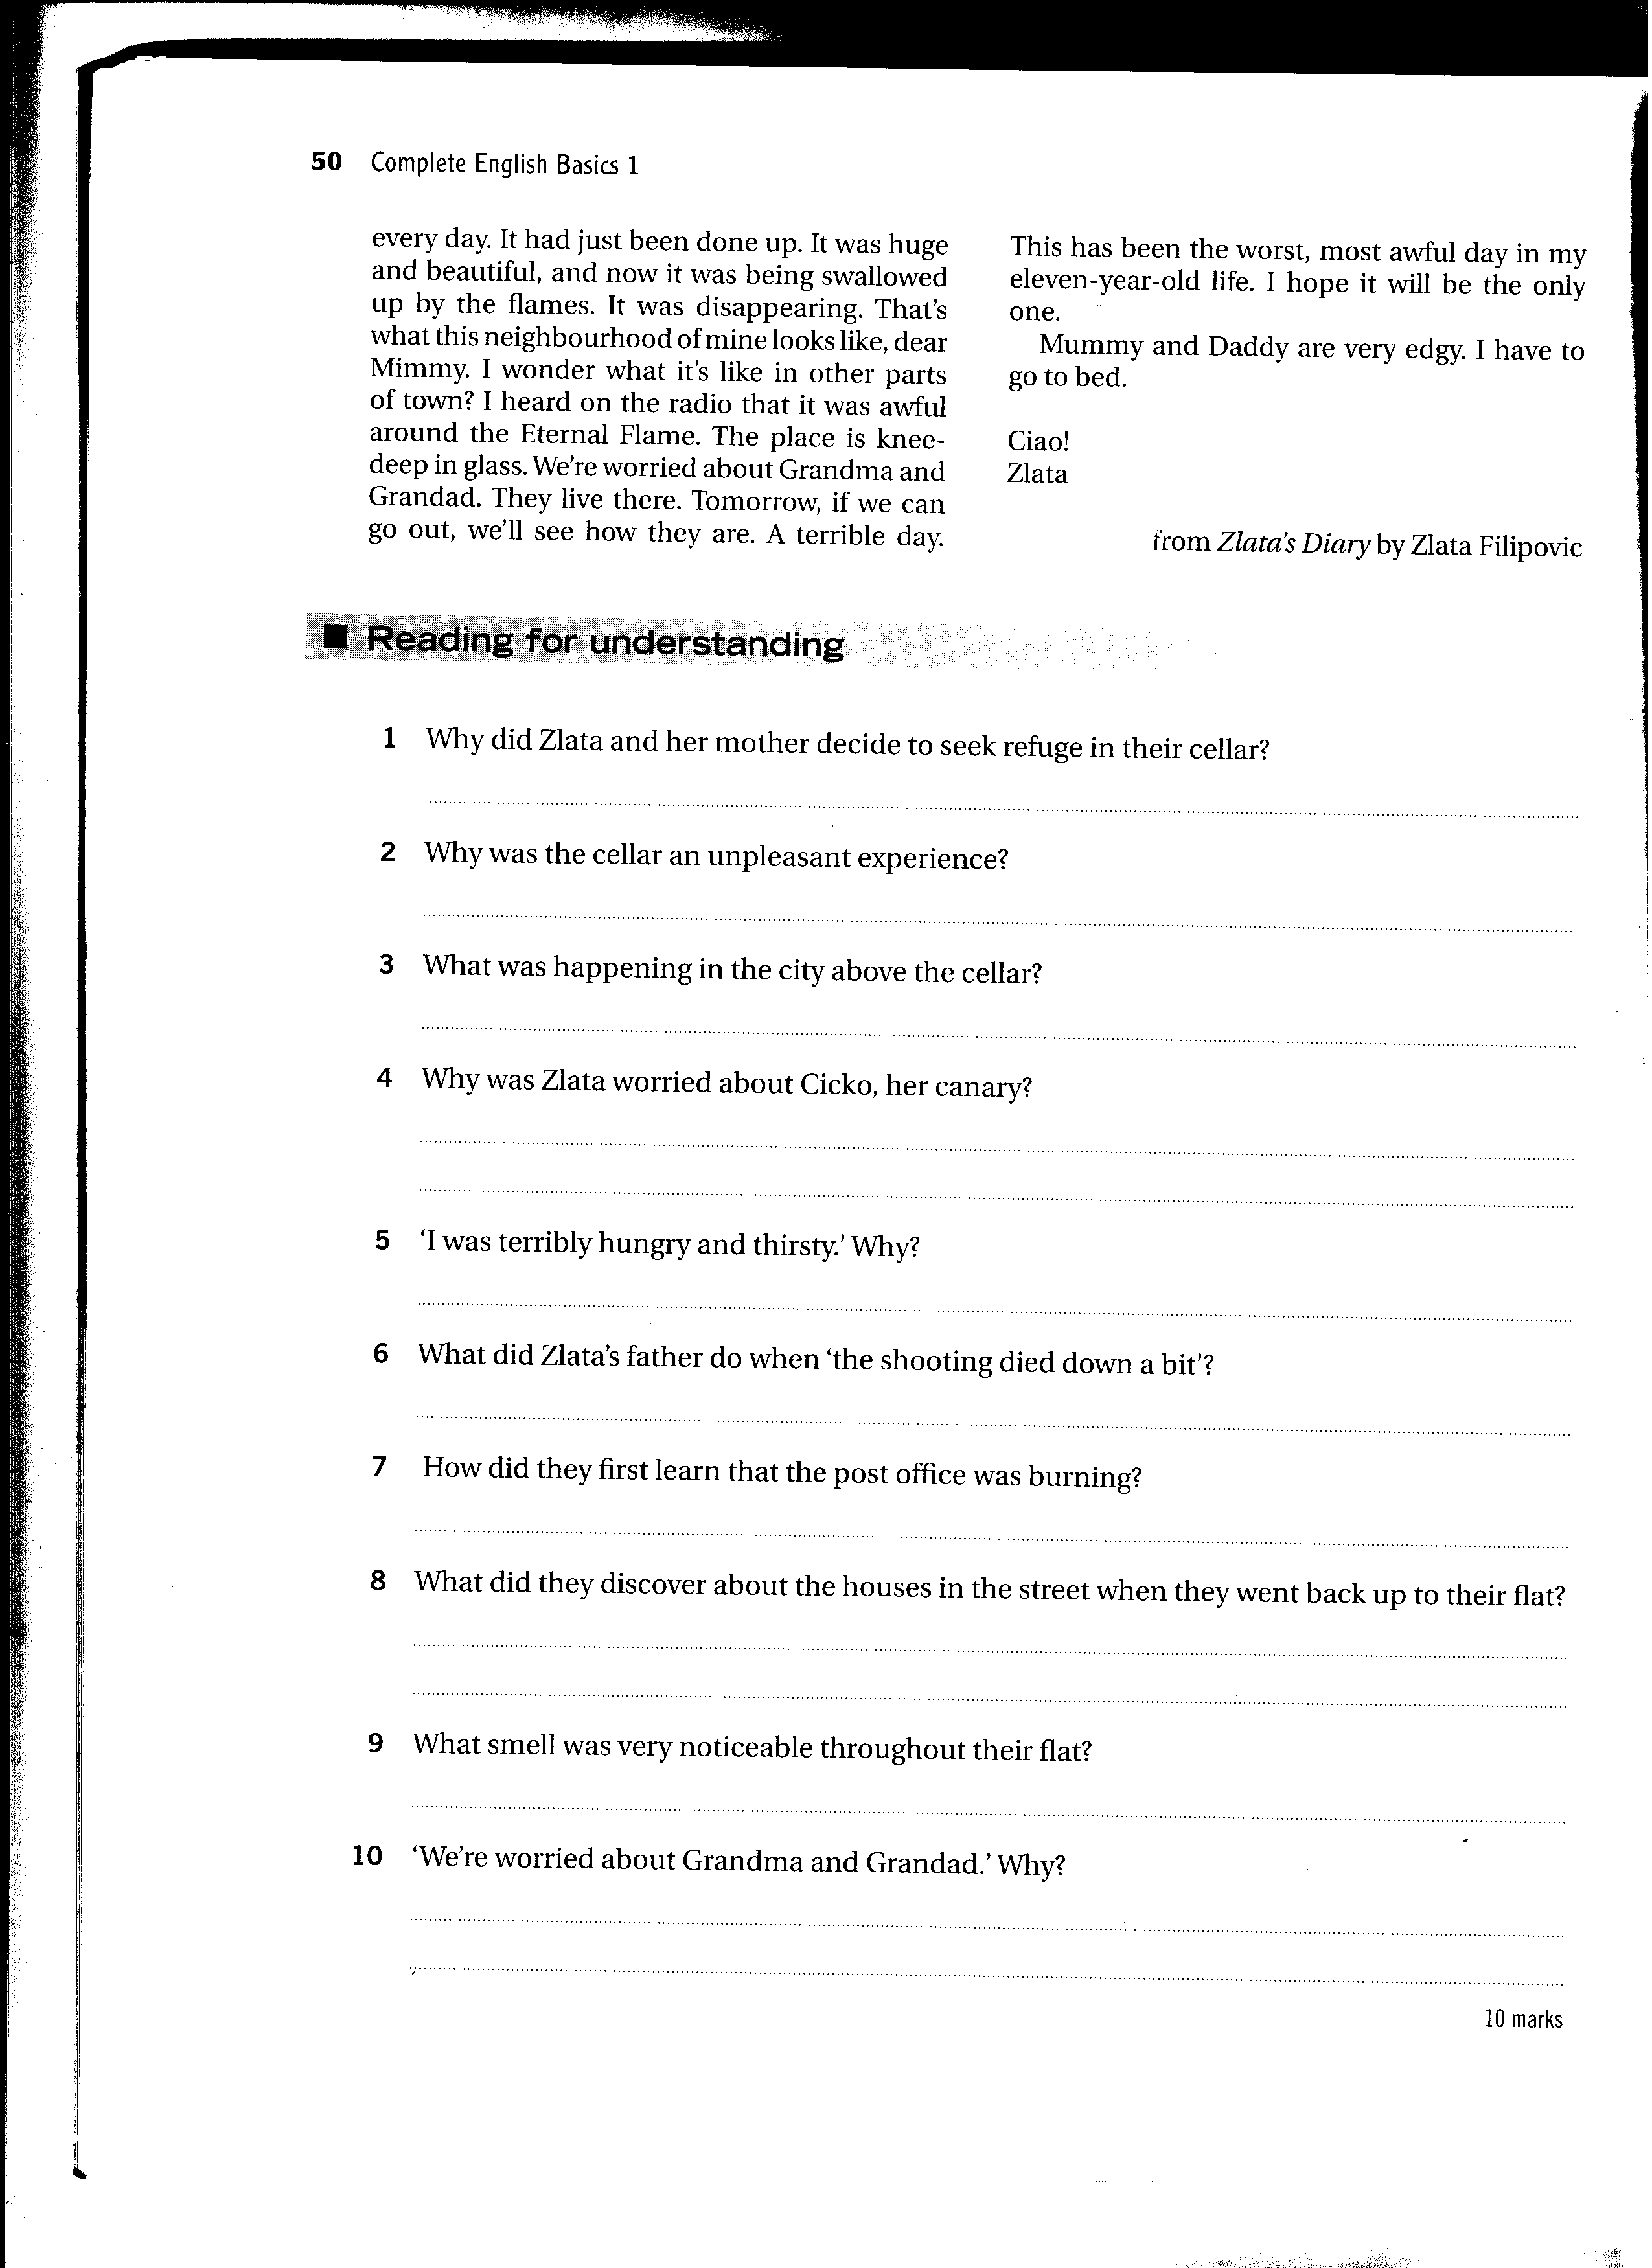 50 Complete English Basics 1
every day. It had just been done up. It was huge
and beautiful, and now it was being swallowed
up by the flames. It was disappearing. That's
what this neighbourhood of mine looks like, dear
Mimmy. I wonder what it's like in other parts
of town? I heard on the radio that it was awful
around the Eternal Flame. The place is knee-
deep in glass. We're worried about Grandma and
Grandad. They live there. Tomorrow, if we can
go out, we'll see how they are. A terrible day.
This has been the worst, most awful day in my
eleven-year-old life. I hope it will be the only
one.
Mummy and Daddy are very edgy. I have to
go to bed.
Ciao!
Zlata
from Zlata's Diary by Zlata Filipovic
Reading for understanding
1 Why did Zlata and her mother decide to seek refuge in their cellar?
2 Why was the cellar an unpleasant experience?
3 What was happening in the city above the cellar?
4 Why was Zlata worried about Cicko, her canary?
5 ‘I was terribly hungry and thirsty.’ Why?
6 What did Zlata's father do when ‘the shooting died down a bit’?
7 How did they first learn that the post office was burning?
8 What did they discover about the houses in the street when they went back up to their flat?
9 What smell was very noticeable throughout their flat?
10 ‘We're worried about Grandma and Grandad.’ Why?
10 marks